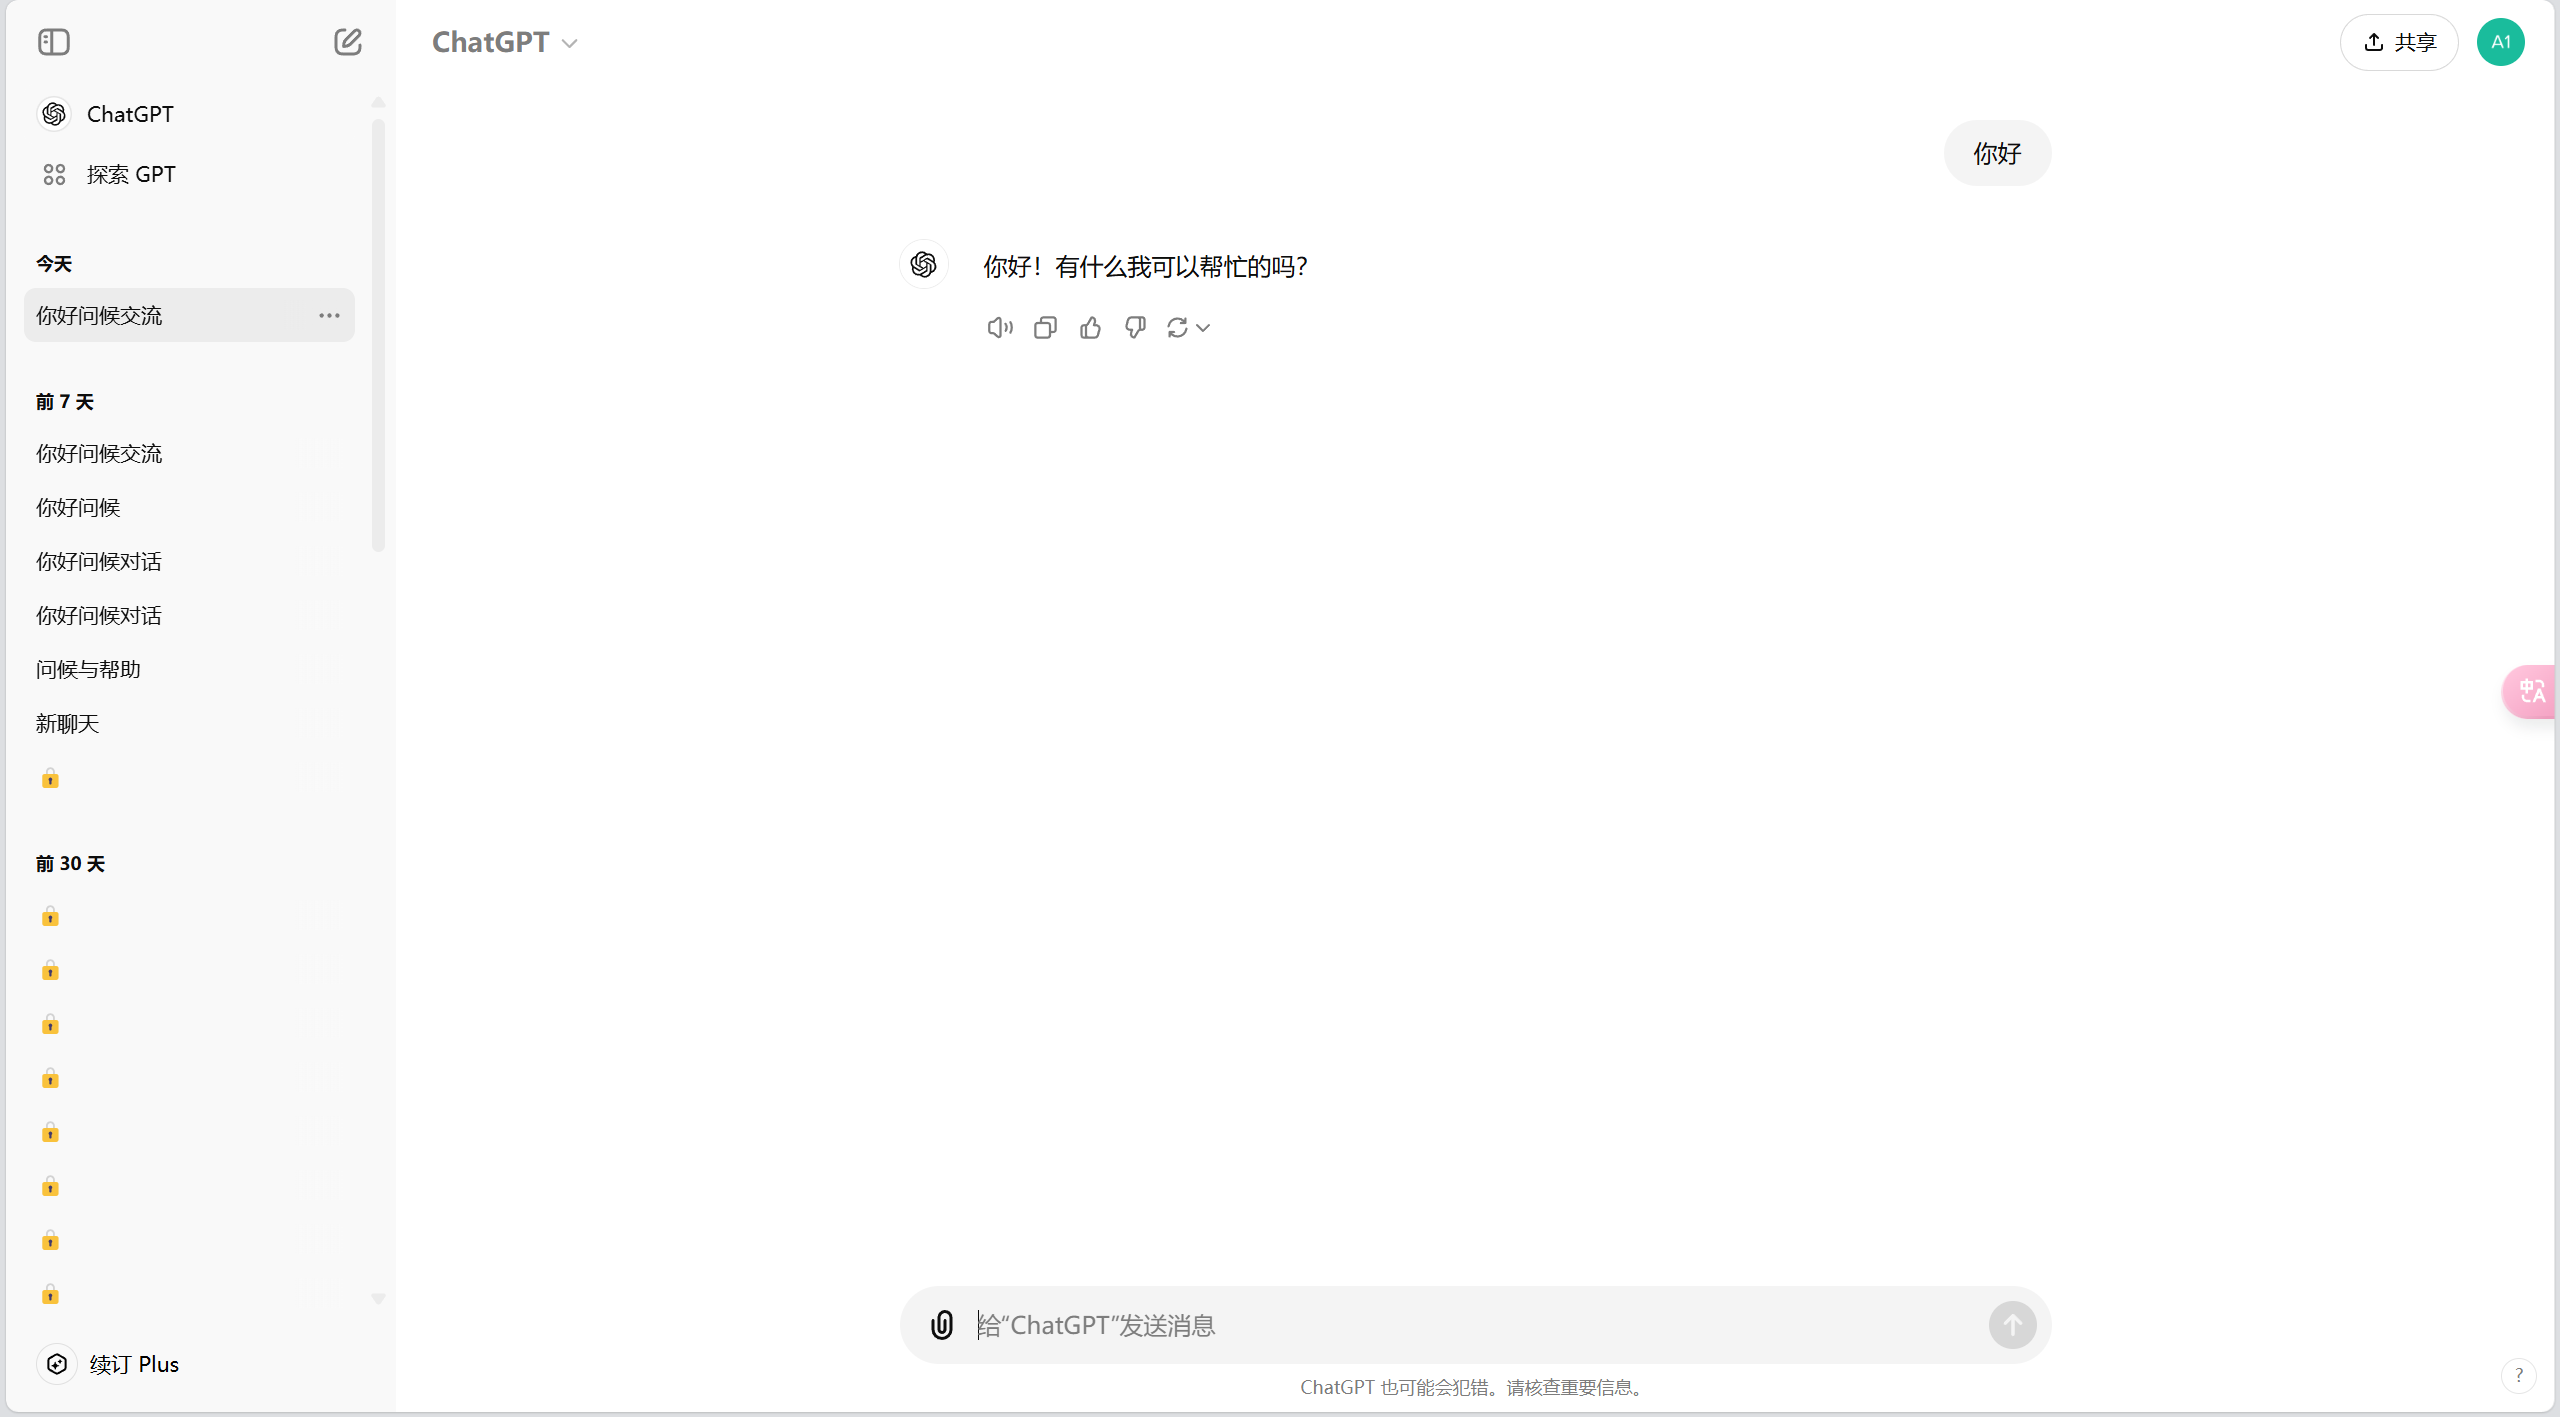 ChatGPT
探索 GPT
今天
你好问候交流
前 7 天
你好问候交流
你好问候
你好问候对话
你好问候对话
问候与帮助
新聊天
前 30 天
续订 Plus
ChatGPT
共享
A1
你好
你好！有什么我可以帮忙的吗？
中A
给“ChatGPT”发送消息
ChatGPT 也可能会犯错。请核查重要信息。
?